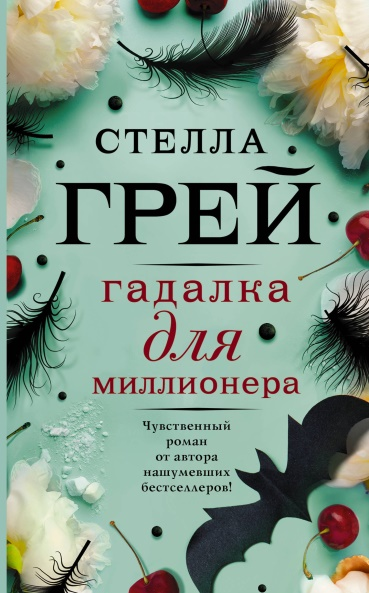 СТЕЛЛА
ГРЕЙ
гадалка
для
миллионера
Чувственный
роман
от автора
нашумевших
бестселлеров!